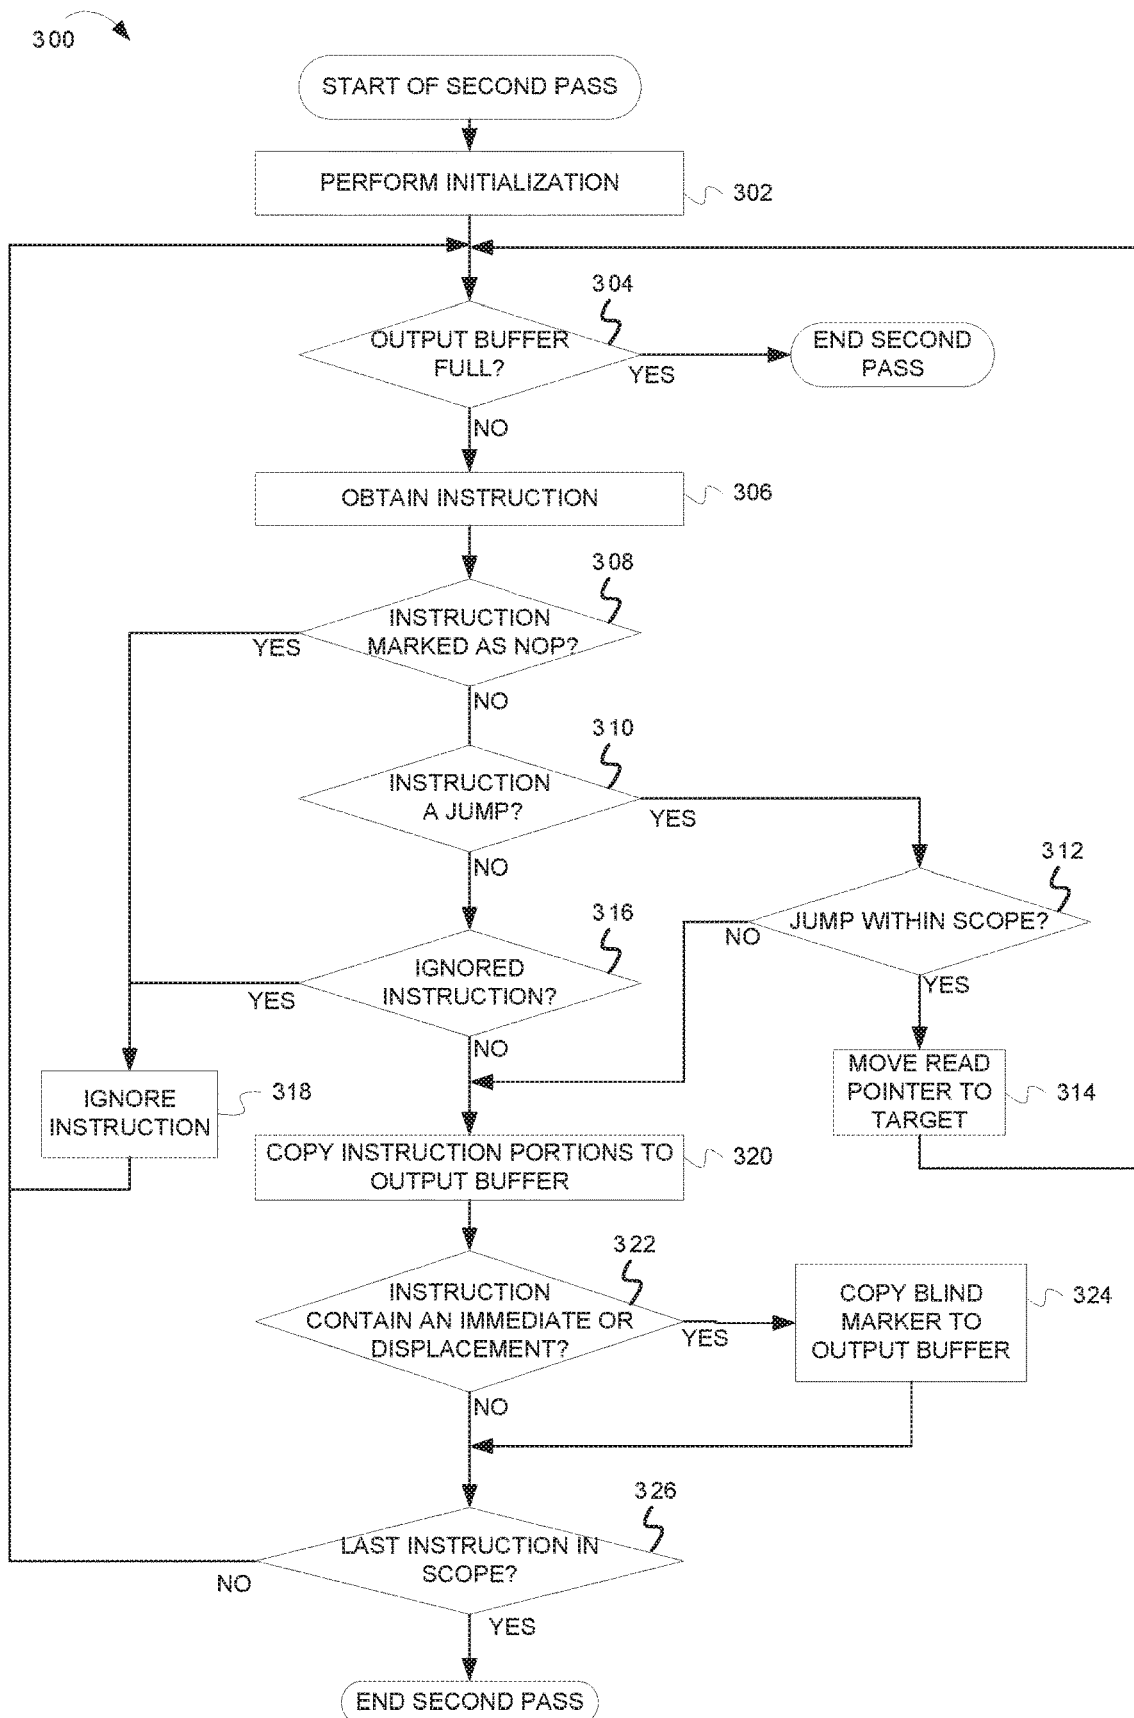 300
START OF SECOND PASS
PERFORM INITIALIZATION
302
304
OUTPUT BUFFER
FULL?
YES
END SECOND
PASS
NO
OBTAIN INSTRUCTION
306
308
INSTRUCTION
MARKED AS NOP?
YES
NO
310
INSTRUCTION
A JUMP?
YES
NO
312
JUMP WITHIN SCOPE?
NO
YES
316
IGNORED
INSTRUCTION?
YES
NO
MOVE READ
POINTER TO
TARGET
314
IGNORE
INSTRUCTION
318
COPY INSTRUCTION PORTIONS TO
OUTPUT BUFFER
320
322
INSTRUCTION
CONTAIN AN IMMEDIATE OR
DISPLACEMENT?
YES
NO
COPY BLIND
MARKER TO
OUTPUT BUFFER
324
326
LAST INSTRUCTION IN
SCOPE?
NO
YES
END SECOND PASS